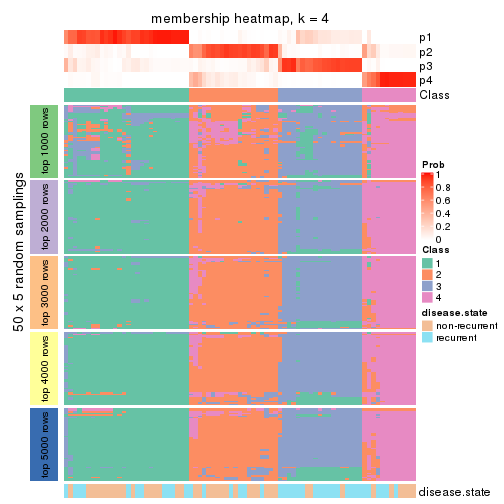 membership heatmap, k = 4
p1
p2
p3
p4
Class
50 x 5 random samplings
top 1000 rows
top 2000 rows
top 3000 rows
top 4000 rows
top 5000 rows
Prob
1
0.8
0.6
0.4
0.2
0
Class
1
2
3
4
disease.state
non-recurrent
recurrent
disease.state